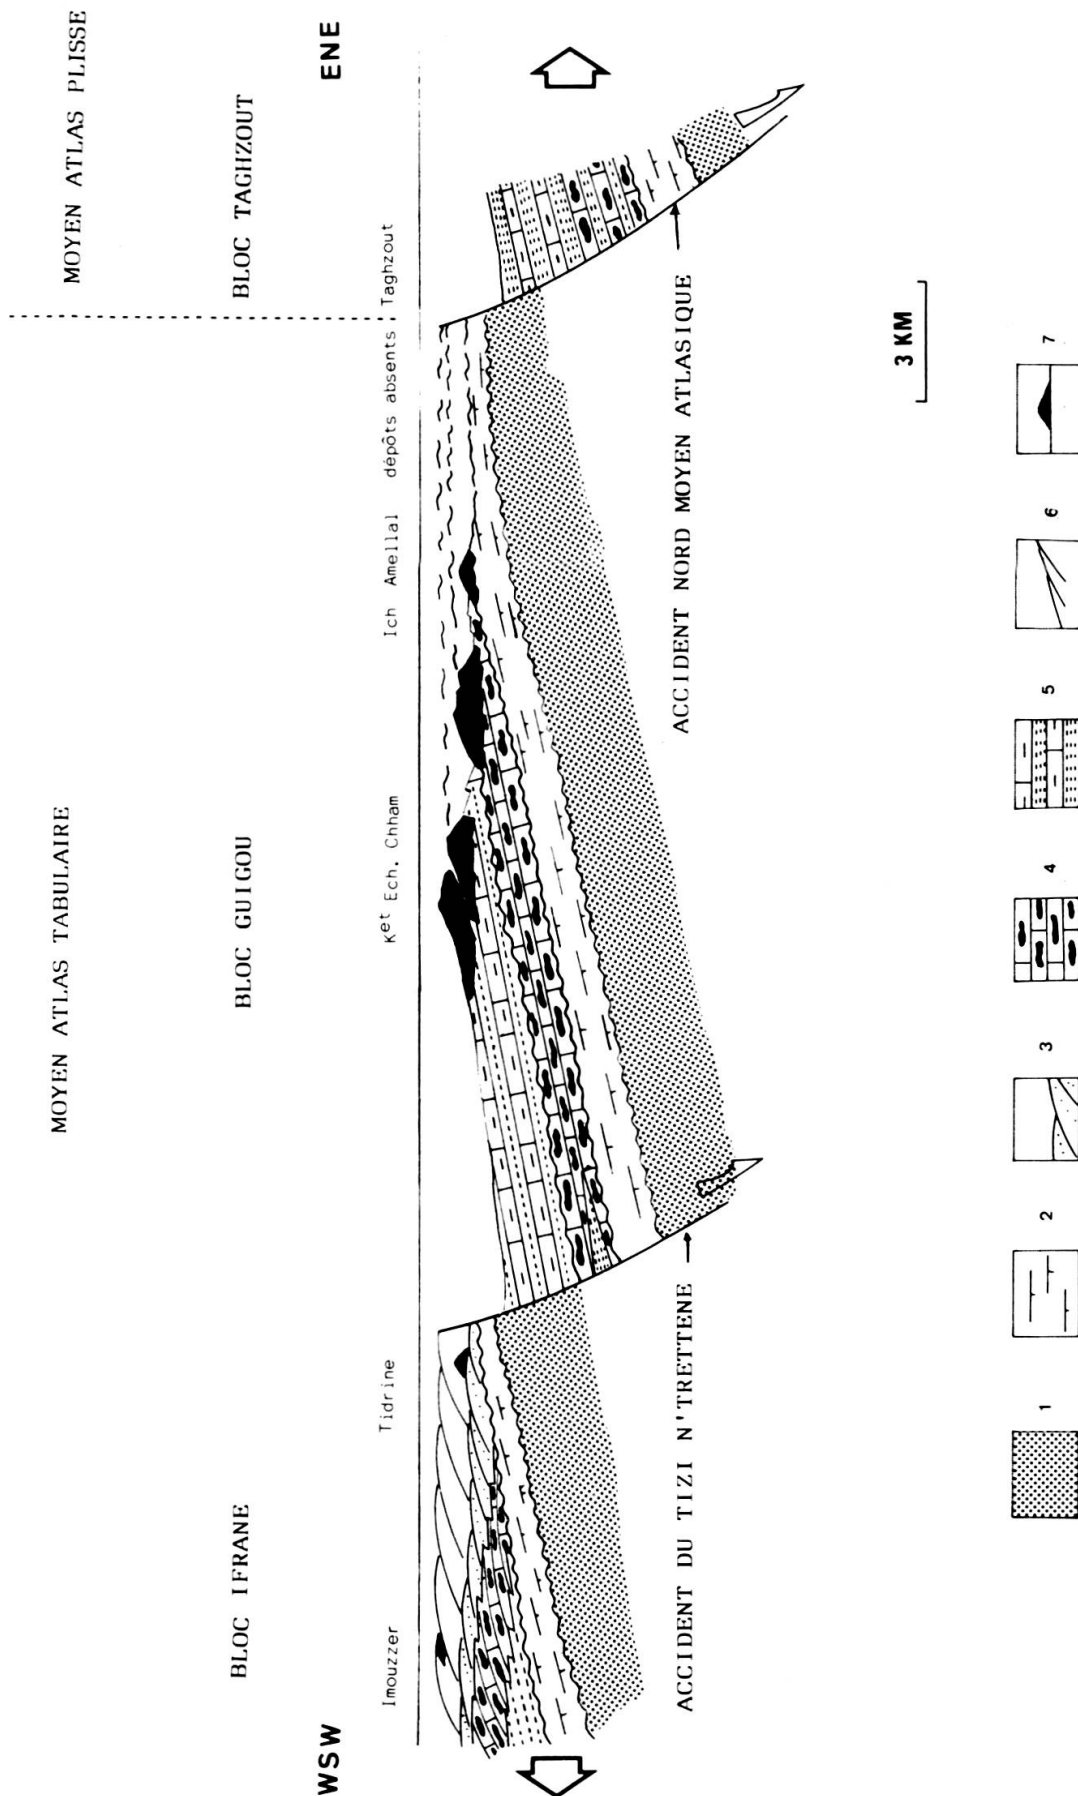 MOYEN ATLAS TABULAIRE
MOYEN ATLAS PLISSE
BLOC IFRANE
BLOC GUIGOU
BLOC TAGHZOUT
WSW
ENE
Imouzzer
Tidrine
Ket Ech. Chham
Ich Amellal
dépôts absents
Taghzout
ACCIDENT DU TIZI N'TRETTENE
ACCIDENT NORD MOYEN ATLASIQUE
3 KM
1
2
3
4
5
6
7